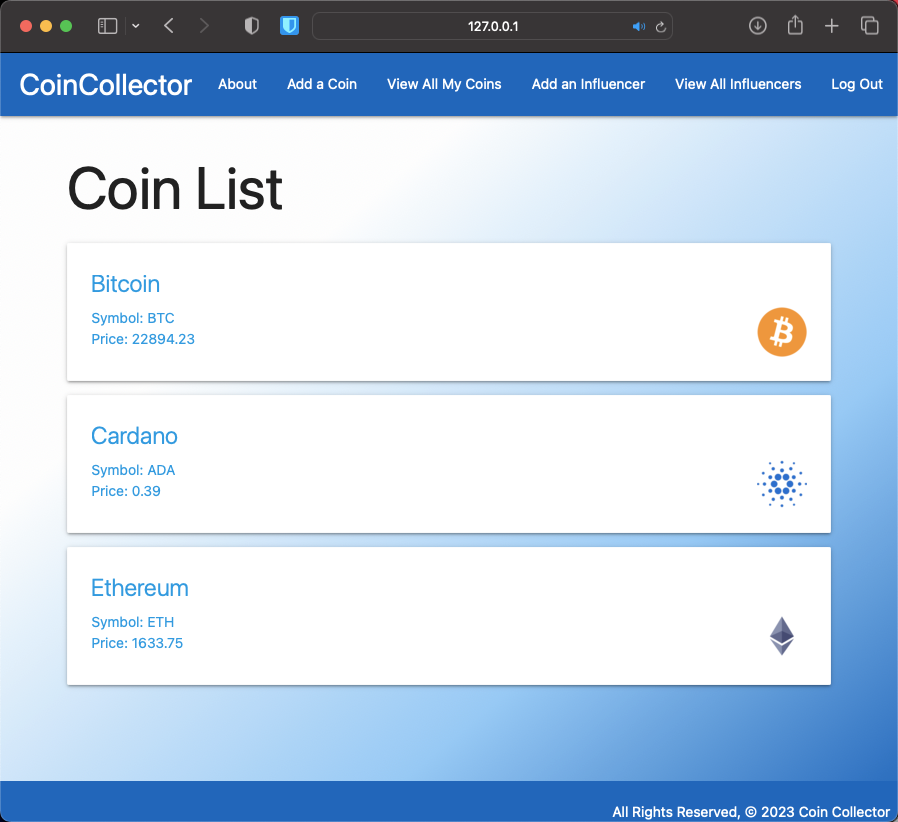 127.0.0.1
CoinCollector About Add a Coin View All My Coins Add an Influencer View All Influencers Log Out
Coin List
Bitcoin
Symbol: BTC
Price: 22894.23
Cardano
Symbol: ADA
Price: 0.39
Ethereum
Symbol: ETH
Price: 1633.75
All Rights Reserved, © 2023 Coin Collector